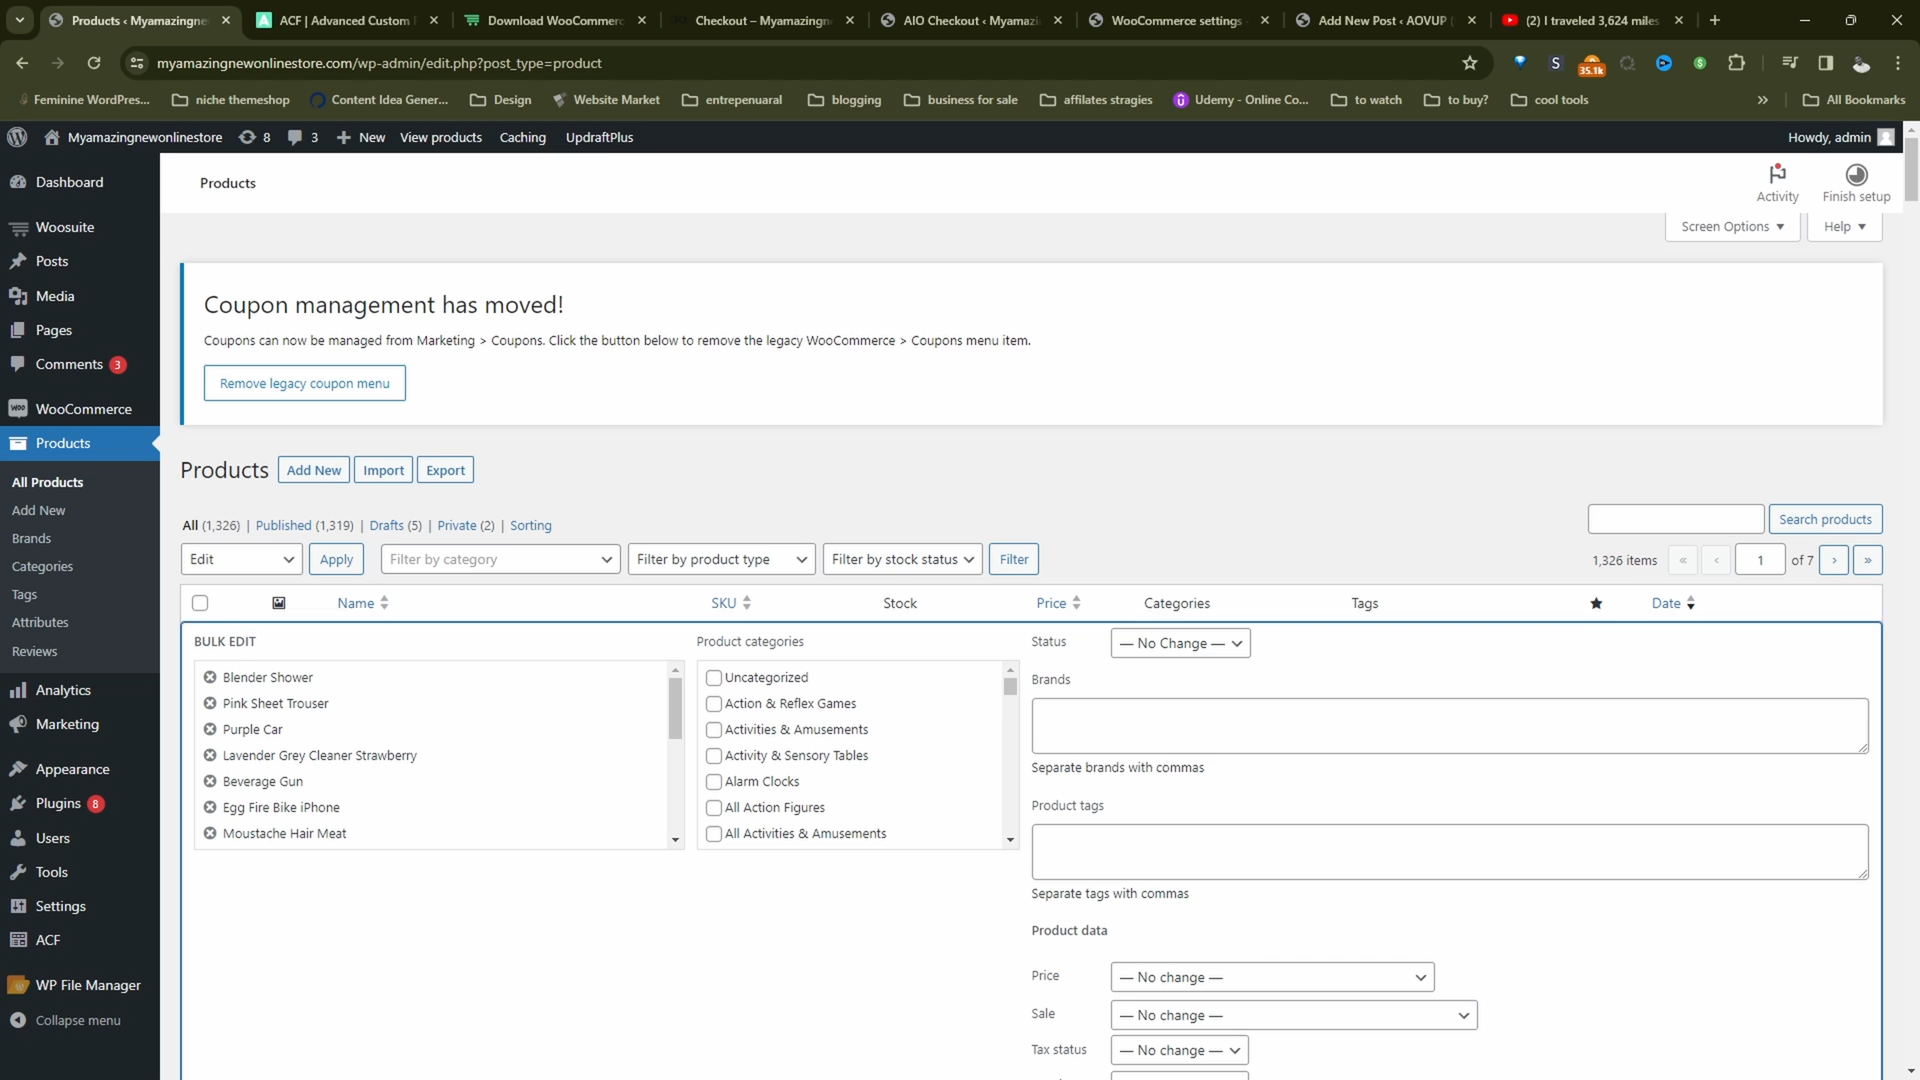 Products ‹ Myamazingne
ACF | Advanced Custom F
Download WooCommerc
Checkout – Myamazingn
AIO Checkout ‹ Myamazi
WooCommerce settings
Add New Post ‹ AOVUP (
(2) I traveled 3,624 miles
myamazingnewonlinestore.com/wp-admin/edit.php?post_type=product
S
35.1k
Feminine WordPres...
niche themeshop
Content Idea Gener...
Design
Website Market
entrepenuaral
blogging
business for sale
affilates stragies
Udemy - Online Co...
to watch
to buy?
cool tools
»
All Bookmarks
Myamazingnewonlinestore
8
3
New
View products
Caching
UpdraftPlus
Howdy, admin
Dashboard
Woosuite
Posts
Media
Pages
Comments 3
WooCommerce
Products
All Products
Add New
Brands
Categories
Tags
Attributes
Reviews
Analytics
Marketing
Appearance
Plugins 8
Users
Tools
Settings
ACF
WP File Manager
Collapse menu
Products
Activity
Finish setup
Screen Options
Help
Coupon management has moved!
Coupons can now be managed from Marketing > Coupons. Click the button below to remove the legacy WooCommerce > Coupons menu item.
Remove legacy coupon menu
Products
Add New
Import
Export
All (1,326) | Published (1,319) | Drafts (5) | Private (2) | Sorting
Search products
Edit
Apply
Filter by category
Filter by product type
Filter by stock status
Filter
1,326 items
«
‹
1
of 7
›
»
Name
SKU
Stock
Price
Categories
Tags
Date
BULK EDIT
Blender Shower
Pink Sheet Trouser
Purple Car
Lavender Grey Cleaner Strawberry
Beverage Gun
Egg Fire Bike iPhone
Moustache Hair Meat
Product categories
Uncategorized
Action & Reflex Games
Activities & Amusements
Activity & Sensory Tables
Alarm Clocks
All Action Figures
All Activities & Amusements
Status
— No Change —
Brands
Separate brands with commas
Product tags
Separate tags with commas
Product data
Price
— No change —
Sale
— No change —
Tax status
— No change —